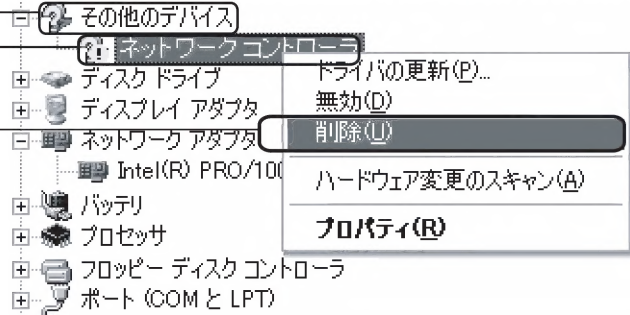 その他のデバイス
ネットワークコントローラ
ドライバの更新(P)...
無効(D)
削除(U)
ハードウェア変更のスキャン(A)
プロパティ(R)
ディスク ドライブ
ディスプレイ アダプタ
ネットワーク アダプタ
Intel(R) PRO/100
バッテリ
プロセッサ
フロッピー ディスク コントローラ
ポート (COM と LPT)